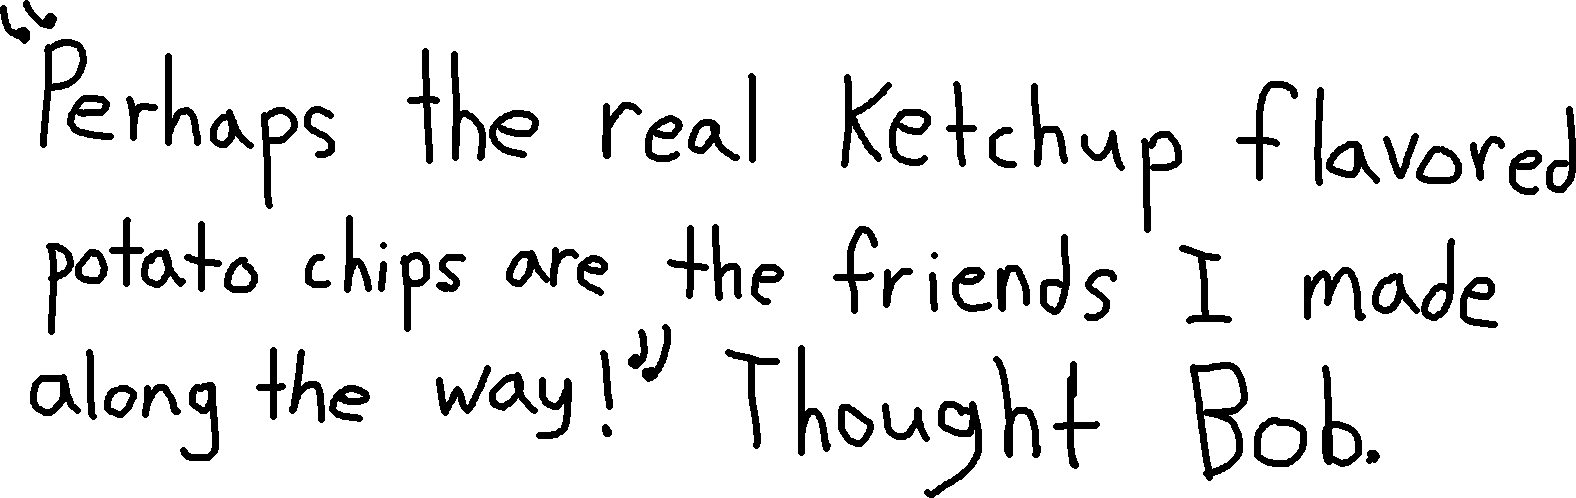 “Perhaps the real Ketchup flavored
potato chips are the friends I made
along the way!” Thought Bob.